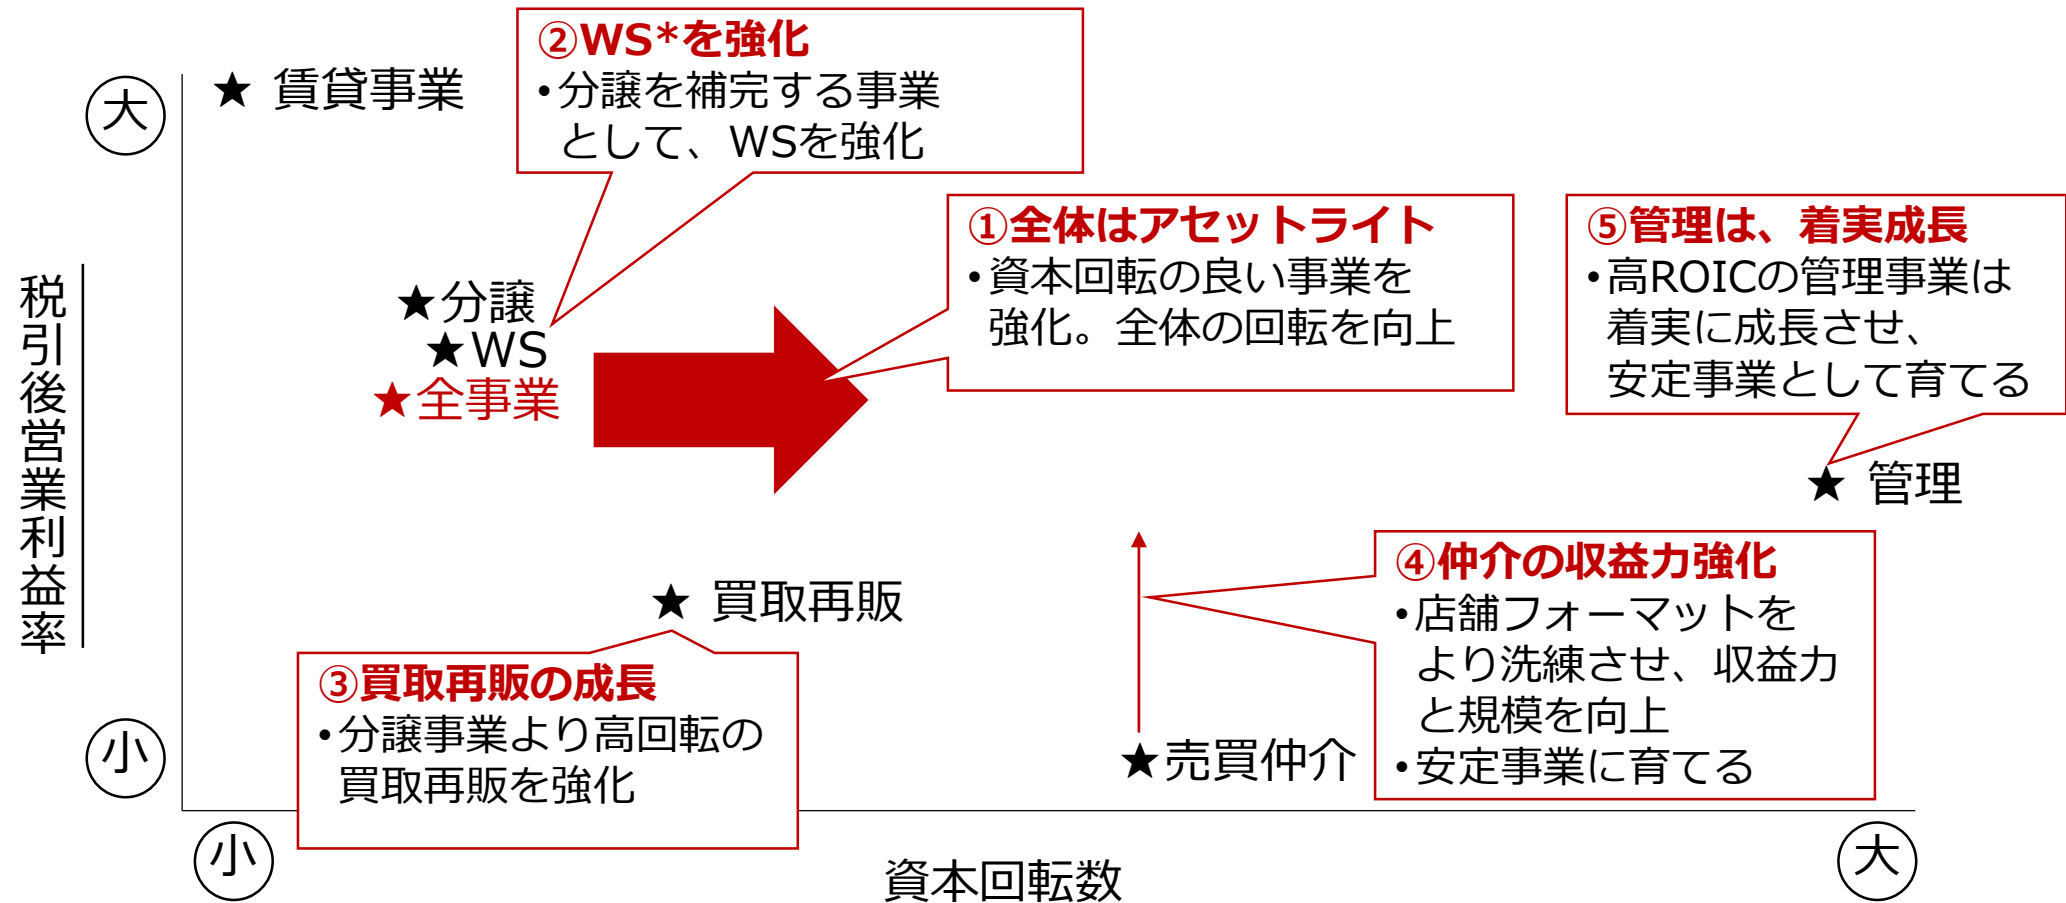 ②WS*を強化
•分譲を補完する事業
として、WSを強化
大
★ 賃貸事業
①全体はアセットライト
•資本回転の良い事業を
強化。全体の回転を向上
⑤管理は、着実成長
•高ROICの管理事業は
着実に成長させ、
安定事業として育てる
税引後営業利益率
★分譲
★WS
★全事業
★ 管理
★ 買取再販
④仲介の収益力強化
•店舗フォーマットを
より洗練させ、収益力
と規模を向上
•安定事業に育てる
③買取再販の成長
•分譲事業より高回転の
買取再販を強化
★売買仲介
小
小
資本回転数
大